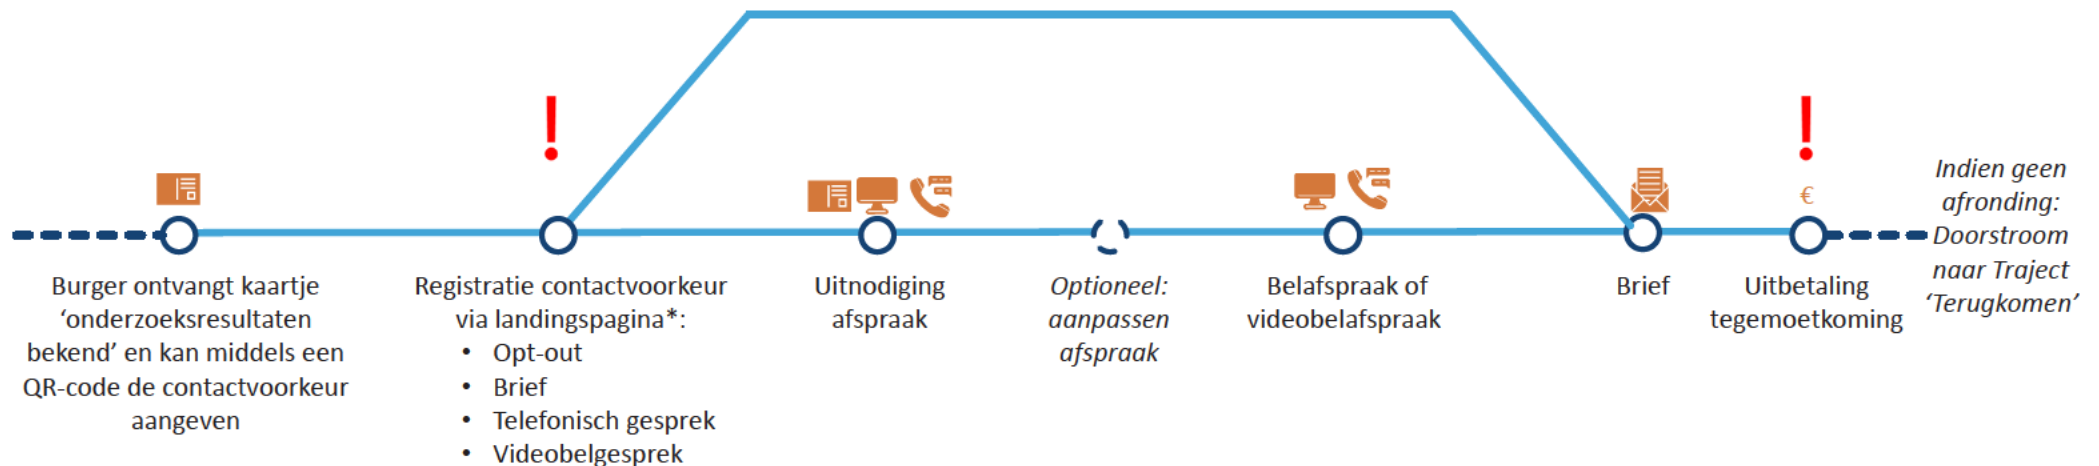 Burger ontvangt kaartje
‘onderzoeksresultaten
bekend’ en kan middels een
QR-code de contactvoorkeur
aangeven
!
Registratie contactvoorkeur
via landingspagina*:
• Opt-out
• Brief
• Telefonisch gesprek
• Videobelgesprek
Uitnodiging
afspraak
Optioneel:
aanpassen
afspraak
Belafspraak of
videobelafspraak
Brief
!
€
Uitbetaling
tegemoetkoming
Indien geen
afronding:
Doorstroom
naar Traject
‘Terugkomen’